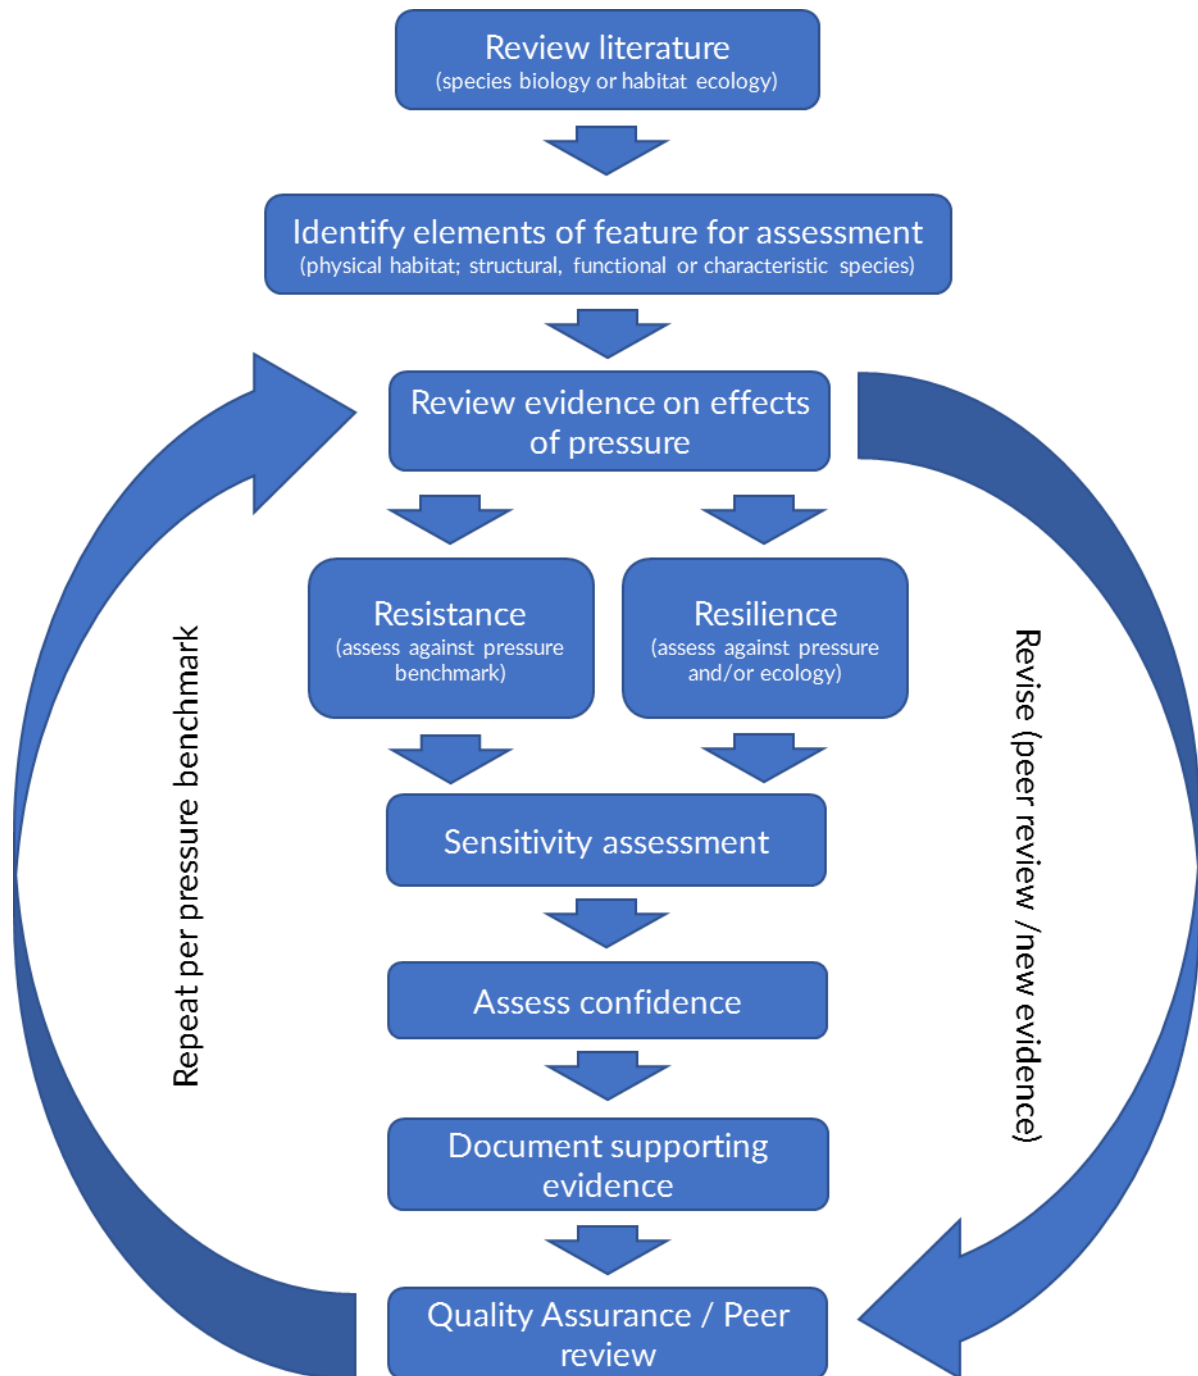 Review literature
(species biology or habitat ecology)
Identify elements of feature for assessment
(physical habitat; structural, functional or characteristic species)
Review evidence on effects
of pressure
Resistance
(assess against pressure
benchmark)
Resilience
(assess against pressure
and/or ecology)
Sensitivity assessment
Assess confidence
Document supporting
evidence
Quality Assurance / Peer
review
Repeat per pressure benchmark
Revise (peer review /new evidence)